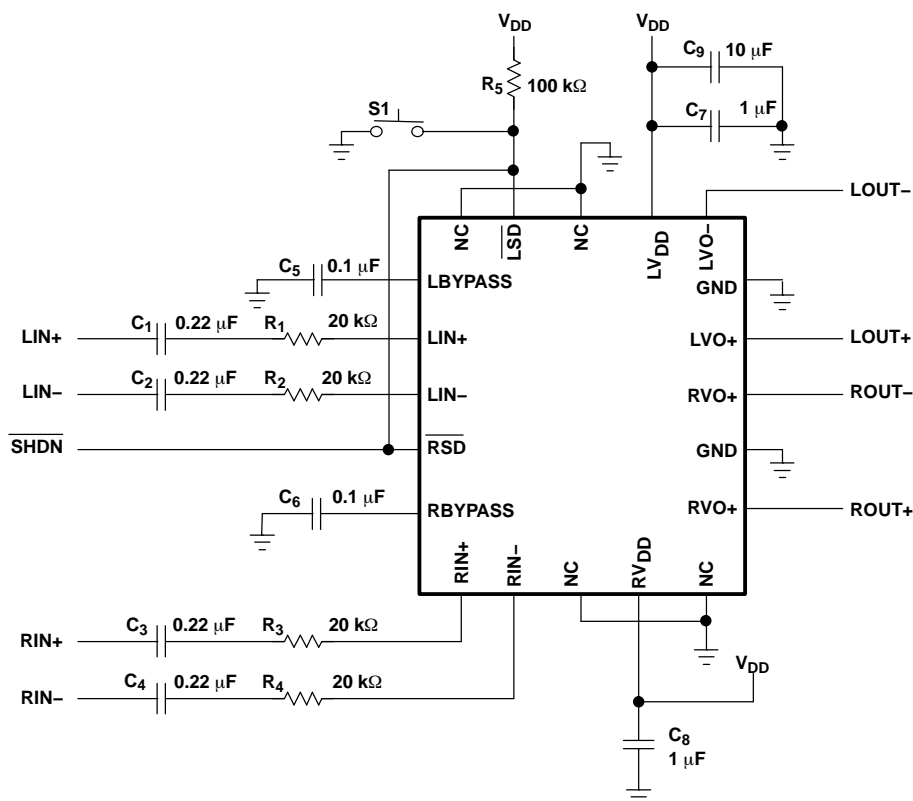 VDD
VDD
C9
10 μF
R5
100 kΩ
S1
C7
1 μF
LOUT−
NC
LSD
NC
LVDD
LVO−
C5
0.1 μF
LBYPASS
GND
LIN+
C1
0.22 μF
R1
20 kΩ
LIN+
LVO+
LOUT+
LIN−
C2
0.22 μF
R2
20 kΩ
LIN−
RVO+
ROUT−
SHDN
RSD
GND
C6
0.1 μF
RBYPASS
RVO+
ROUT+
RIN+
RIN−
NC
RVDD
NC
RIN+
C3
0.22 μF
R3
20 kΩ
RIN−
C4
0.22 μF
R4
20 kΩ
VDD
C8
1 μF